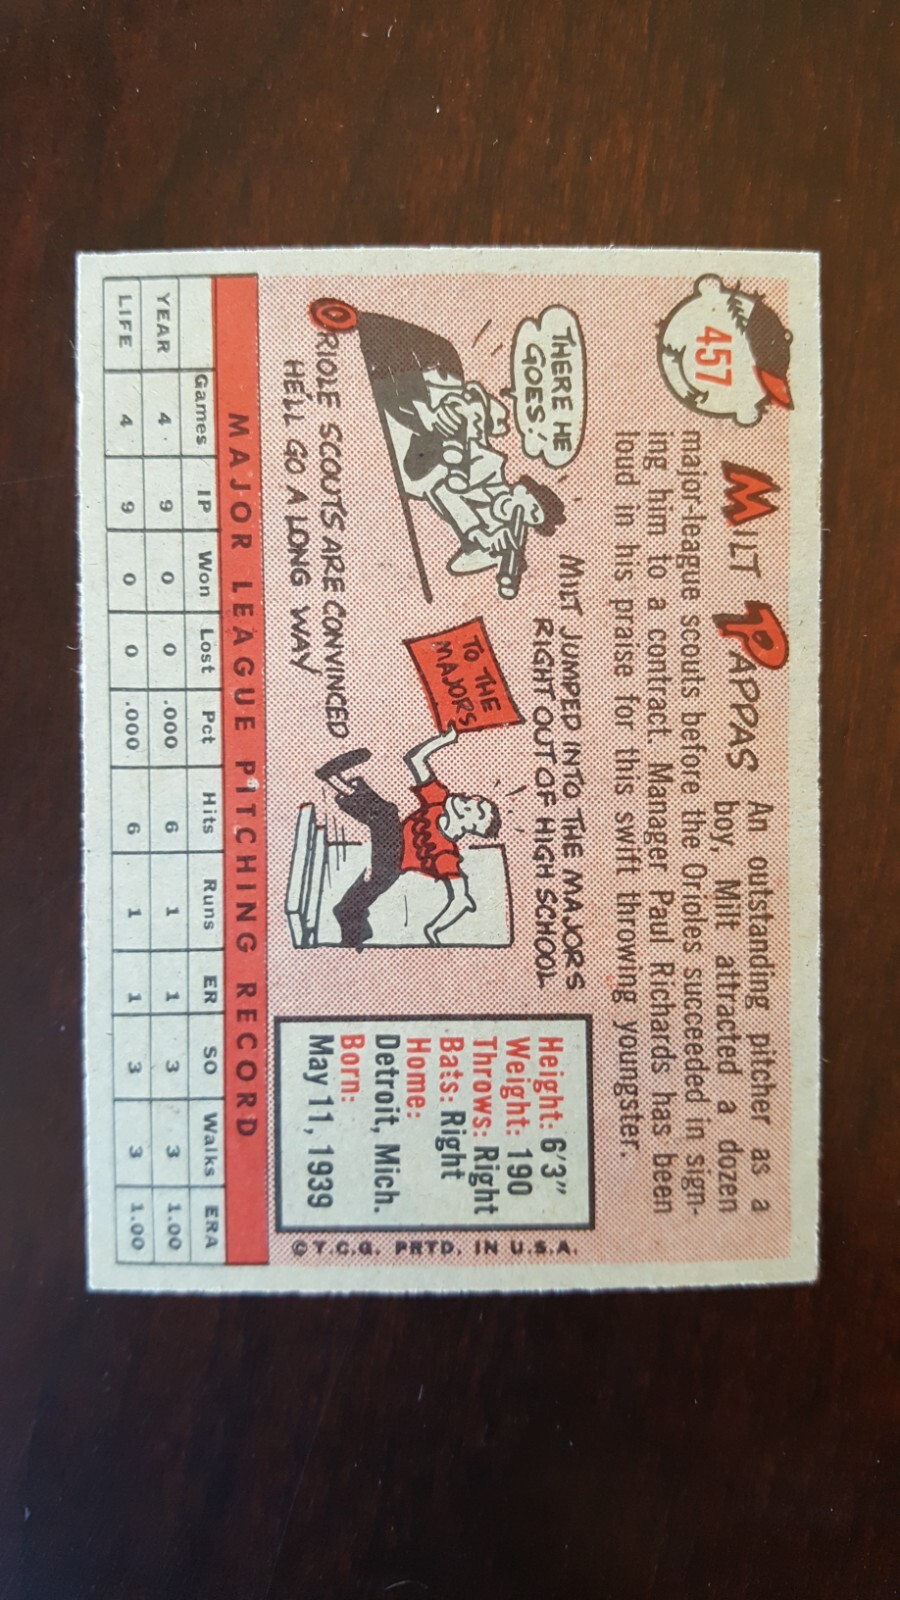 457
MILT PAPPAS
An outstanding pitcher as a
boy, Milt attracted a dozen
major-league scouts before the Orioles succeeded in sign-
ing him to a contract. Manager Paul Richards has been
loud in his praise for this swift throwing youngster.
THERE HE
GOES!
MILT JUMPED INTO THE MAJORS
RIGHT OUT OF HIGH SCHOOL
TO THE
MAJORS
ORIOLE SCOUTS ARE CONVINCED
HELL GO A LONG WAY
Height: 6'3"
Weight: 190
Throws: Right
Bats: Right
Home:
Detroit, Mich.
Born:
May 11, 1939
© T.C.G. PRTD. IN U.S.A.
MAJOR LEAGUE PITCHING RECORD
Games IP Won Lost Pct Hits Runs ER SO Walks ERA
YEAR 4 9 0 0 .000 6 1 1 3 3 1.00
LIFE 4 9 0 0 .000 6 1 1 3 3 1.00